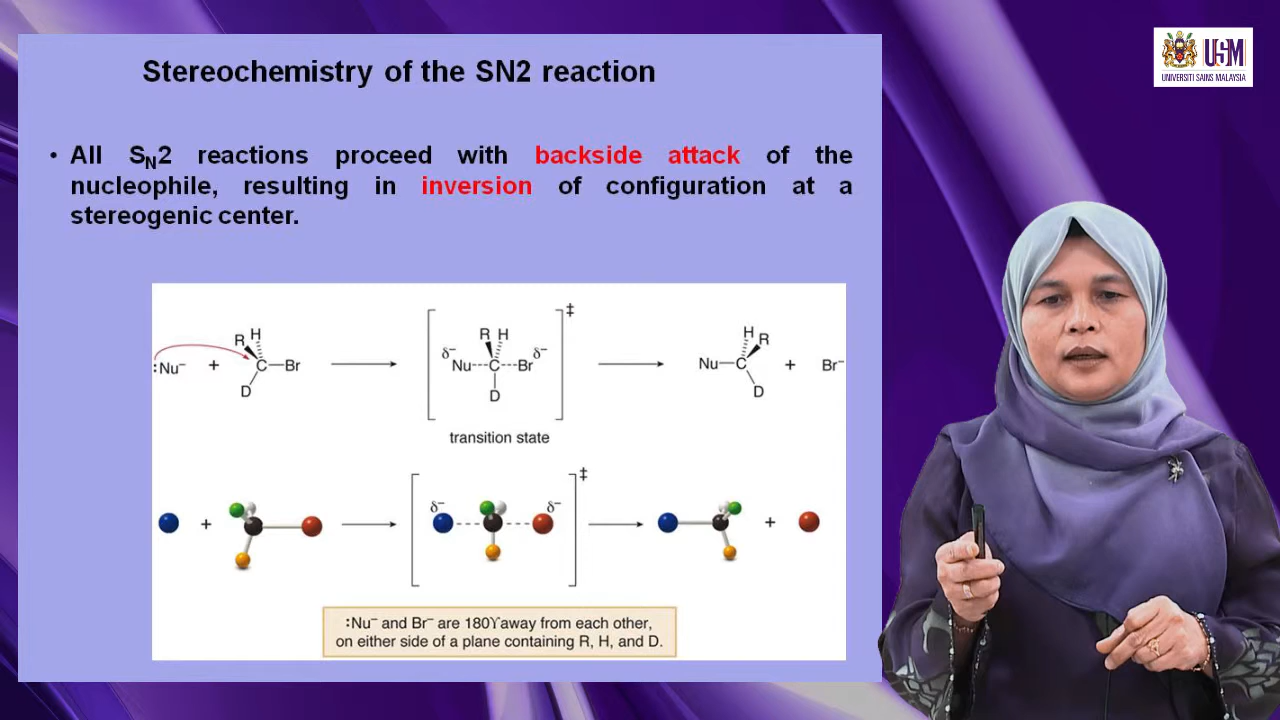 USM
UNIVERSITI SAINS MALAYSIA
Stereochemistry of the SN2 reaction
• All SN2 reactions proceed with backside attack of the
nucleophile, resulting in inversion of configuration at a
stereogenic center.
:Nu⁻ + R H C—Br D
δ⁻ Nu---C---Br δ⁻ R H D ‡
Nu—C H R D + Br⁻
transition state
+ δ⁻ δ⁻ ‡ +
:Nu⁻ and Br⁻ are 180Ϋaway from each other,
on either side of a plane containing R, H, and D.